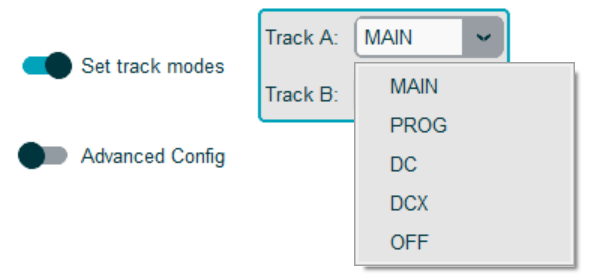 Track A: MAIN
Set track modes
Track B:
MAIN
PROG
Advanced Config
DC
DCX
OFF